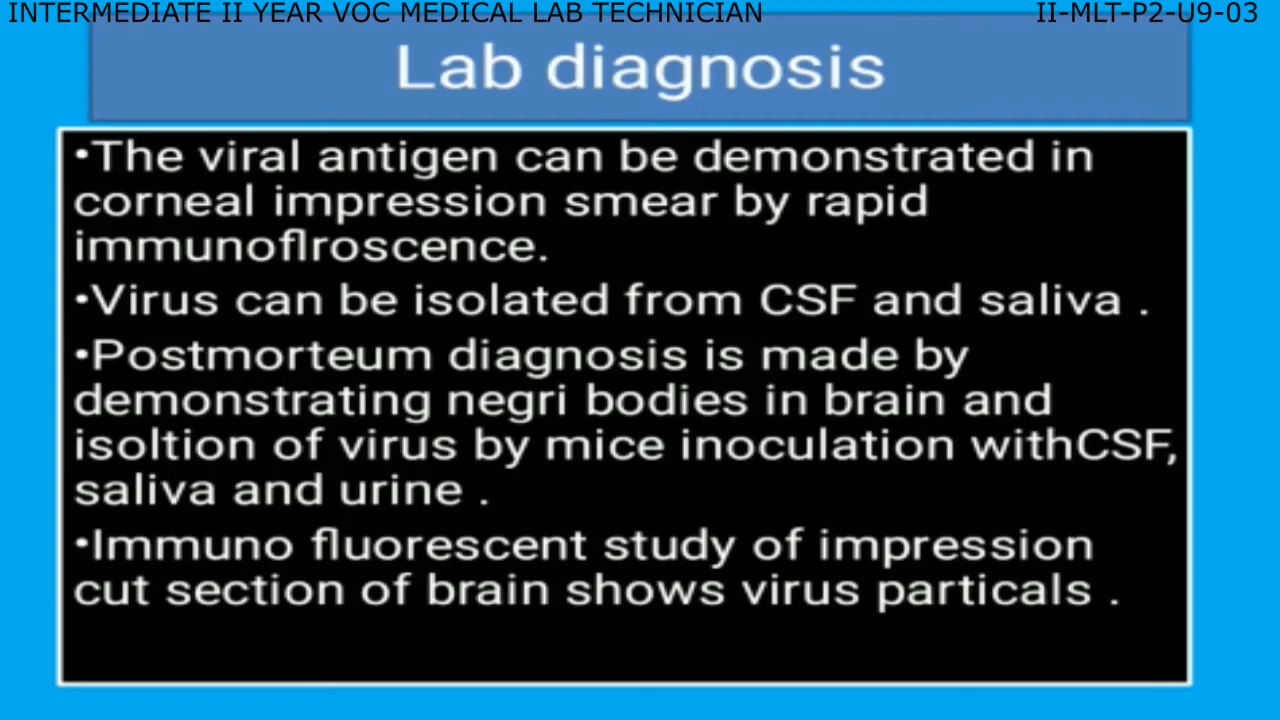 INTERMEDIATE II YEAR VOC MEDICAL LAB TECHNICIAN II-MLT-P2-U9-03
Lab diagnosis
•The viral antigen can be demonstrated in
corneal impression smear by rapid
immunoflroscence.
•Virus can be isolated from CSF and saliva .
•Postmorteum diagnosis is made by
demonstrating negri bodies in brain and
isoltion of virus by mice inoculation withCSF,
saliva and urine .
•Immuno fluorescent study of impression
cut section of brain shows virus particals .